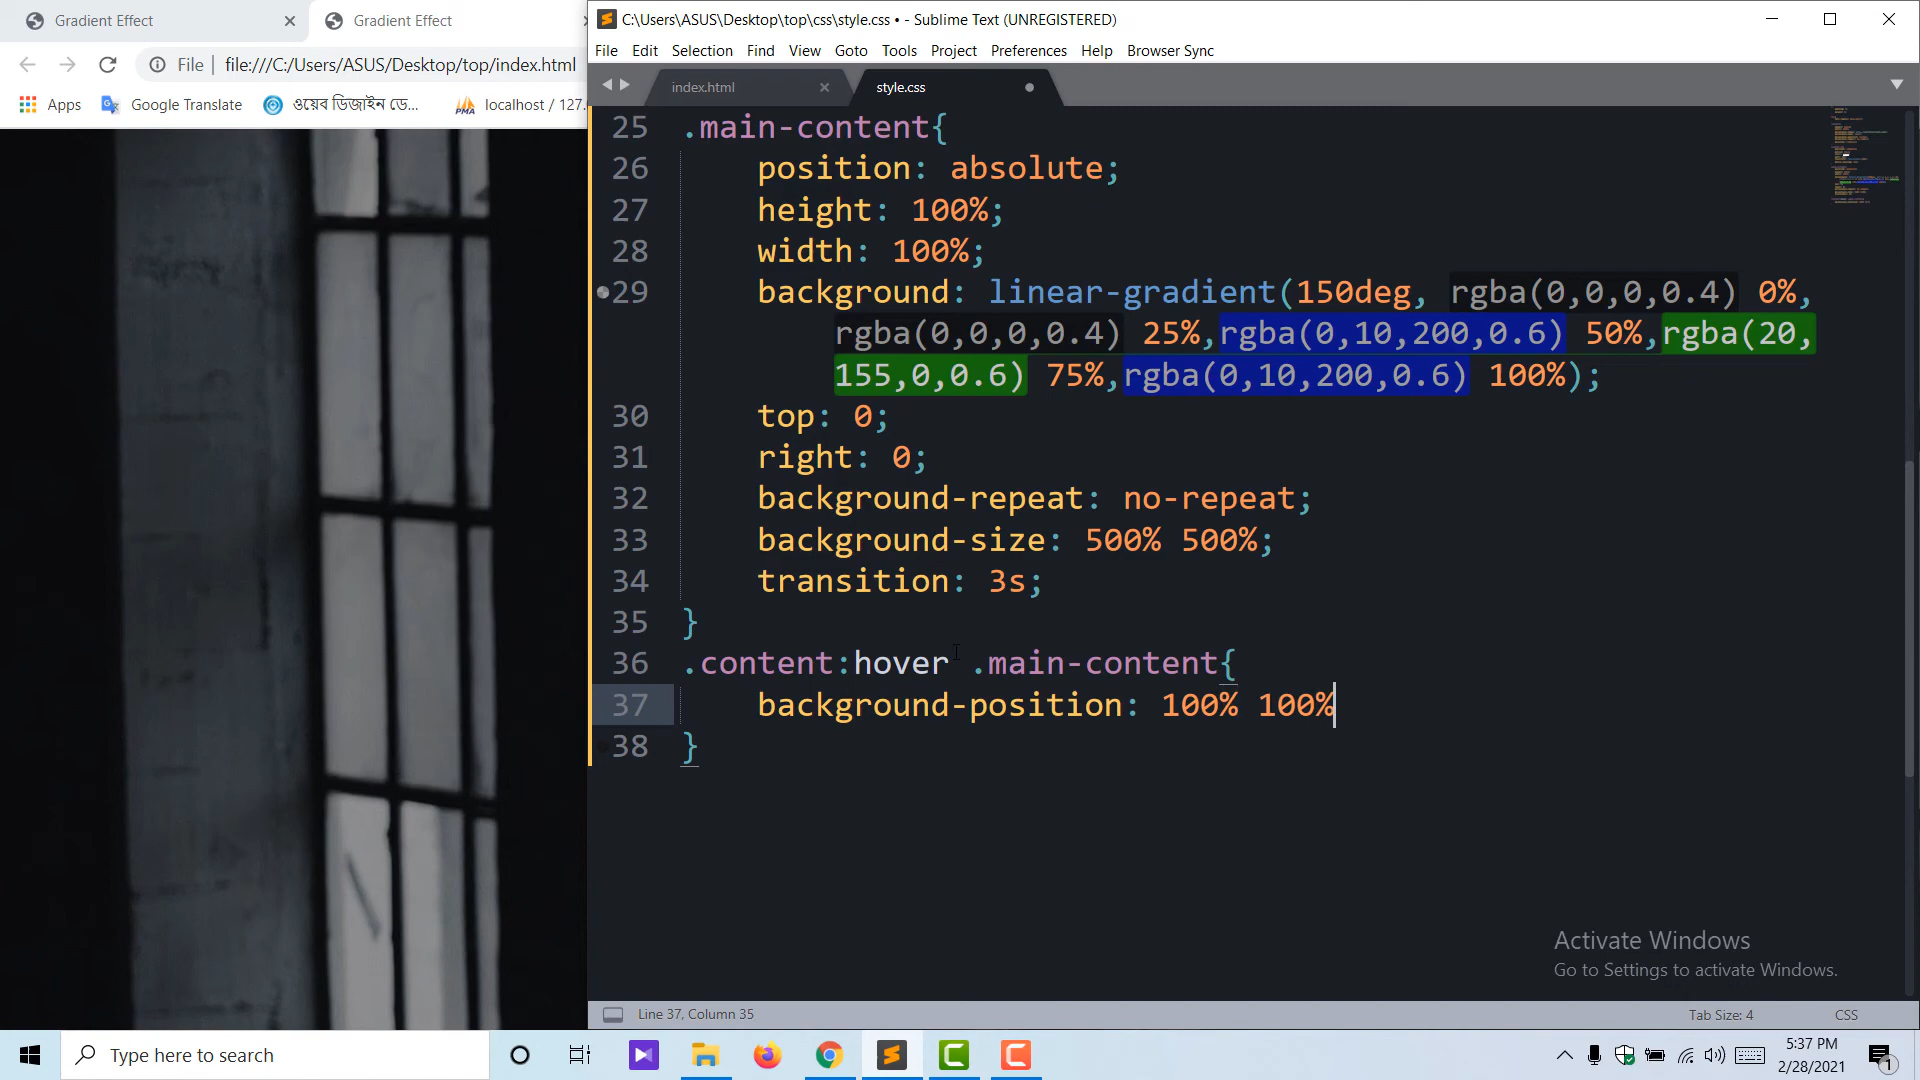 Gradient Effect
Gradient Effect
C:\Users\ASUS\Desktop\top\css\style.css • - Sublime Text (UNREGISTERED)
File Edit Selection Find View Goto Tools Project Preferences Help Browser Sync
File file:///C:/Users/ASUS/Desktop/top/index.html
Apps Google Translate ওয়েব ডিজাইন ডে... localhost / 127.
index.html
style.css
25 .main-content{
26 position: absolute;
27 height: 100%;
28 width: 100%;
29 background: linear-gradient(150deg, rgba(0,0,0,0.4) 0%,
rgba(0,0,0,0.4) 25%,rgba(0,10,200,0.6) 50%,rgba(20,
155,0,0.6) 75%,rgba(0,10,200,0.6) 100%);
30 top: 0;
31 right: 0;
32 background-repeat: no-repeat;
33 background-size: 500% 500%;
34 transition: 3s;
35 }
36 .content:hover .main-content{
37 background-position: 100% 100%
38 }
Activate Windows
Go to Settings to activate Windows.
Line 37, Column 35
Tab Size: 4
CSS
Type here to search
5:37 PM
2/28/2021
1